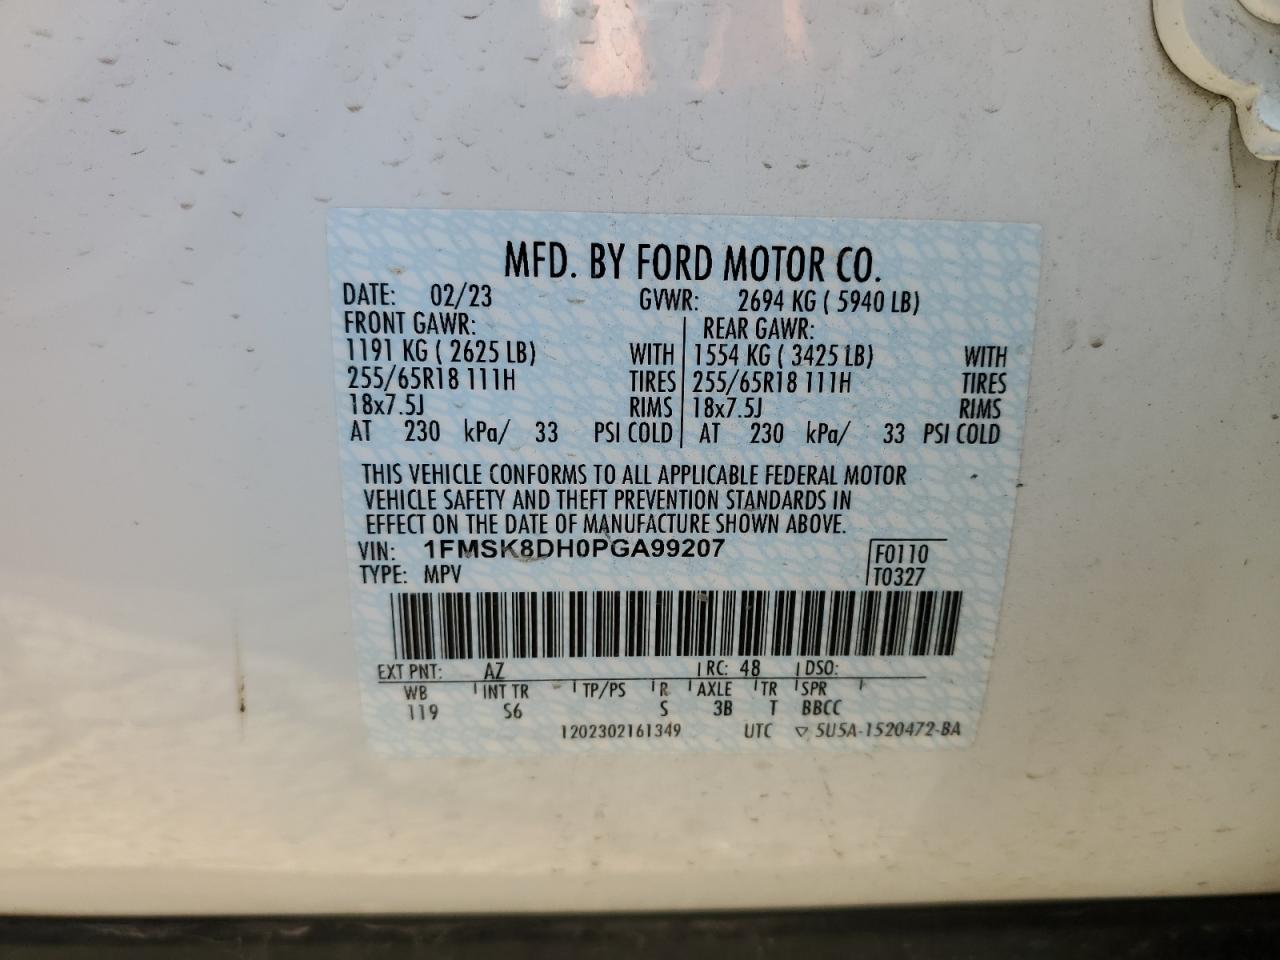 MFD. BY FORD MOTOR CO.
DATE: 02/23 GVWR: 2694 KG ( 5940 LB)
FRONT GAWR: REAR GAWR:
1191 KG ( 2625 LB) WITH 1554 KG ( 3425 LB) WITH
255/65R18 111H TIRES 255/65R18 111H TIRES
18x7.5J RIMS 18x7.5J RIMS
AT 230 kPa/ 33 PSI COLD AT 230 kPa/ 33 PSI COLD
THIS VEHICLE CONFORMS TO ALL APPLICABLE FEDERAL MOTOR
VEHICLE SAFETY AND THEFT PREVENTION STANDARDS IN
EFFECT ON THE DATE OF MANUFACTURE SHOWN ABOVE.
VIN: 1FMSK8DH0PGA99207 F0110
TYPE: MPV T0327
EXT PNT: AZ RC: 48 DSO:
WB INT TR TP/PS R AXLE TR SPR
119 S6 S 3B T BBCC
1202302161349 UTC ▽ 5U5A-1520472-BA